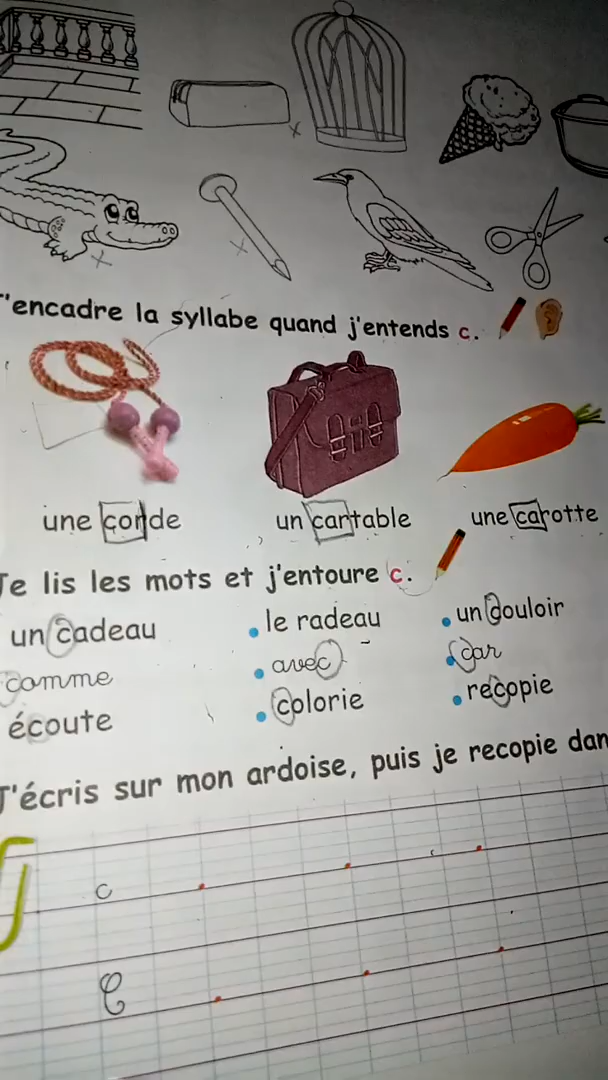 J'encadre la syllabe quand j'entends c.
une corde un cartable une carotte
Je lis les mots et j'entoure c.
un cadeau le radeau un couloir
comme avec car
écoute colorie recopie
J'écris sur mon ardoise, puis je recopie dan
c
C